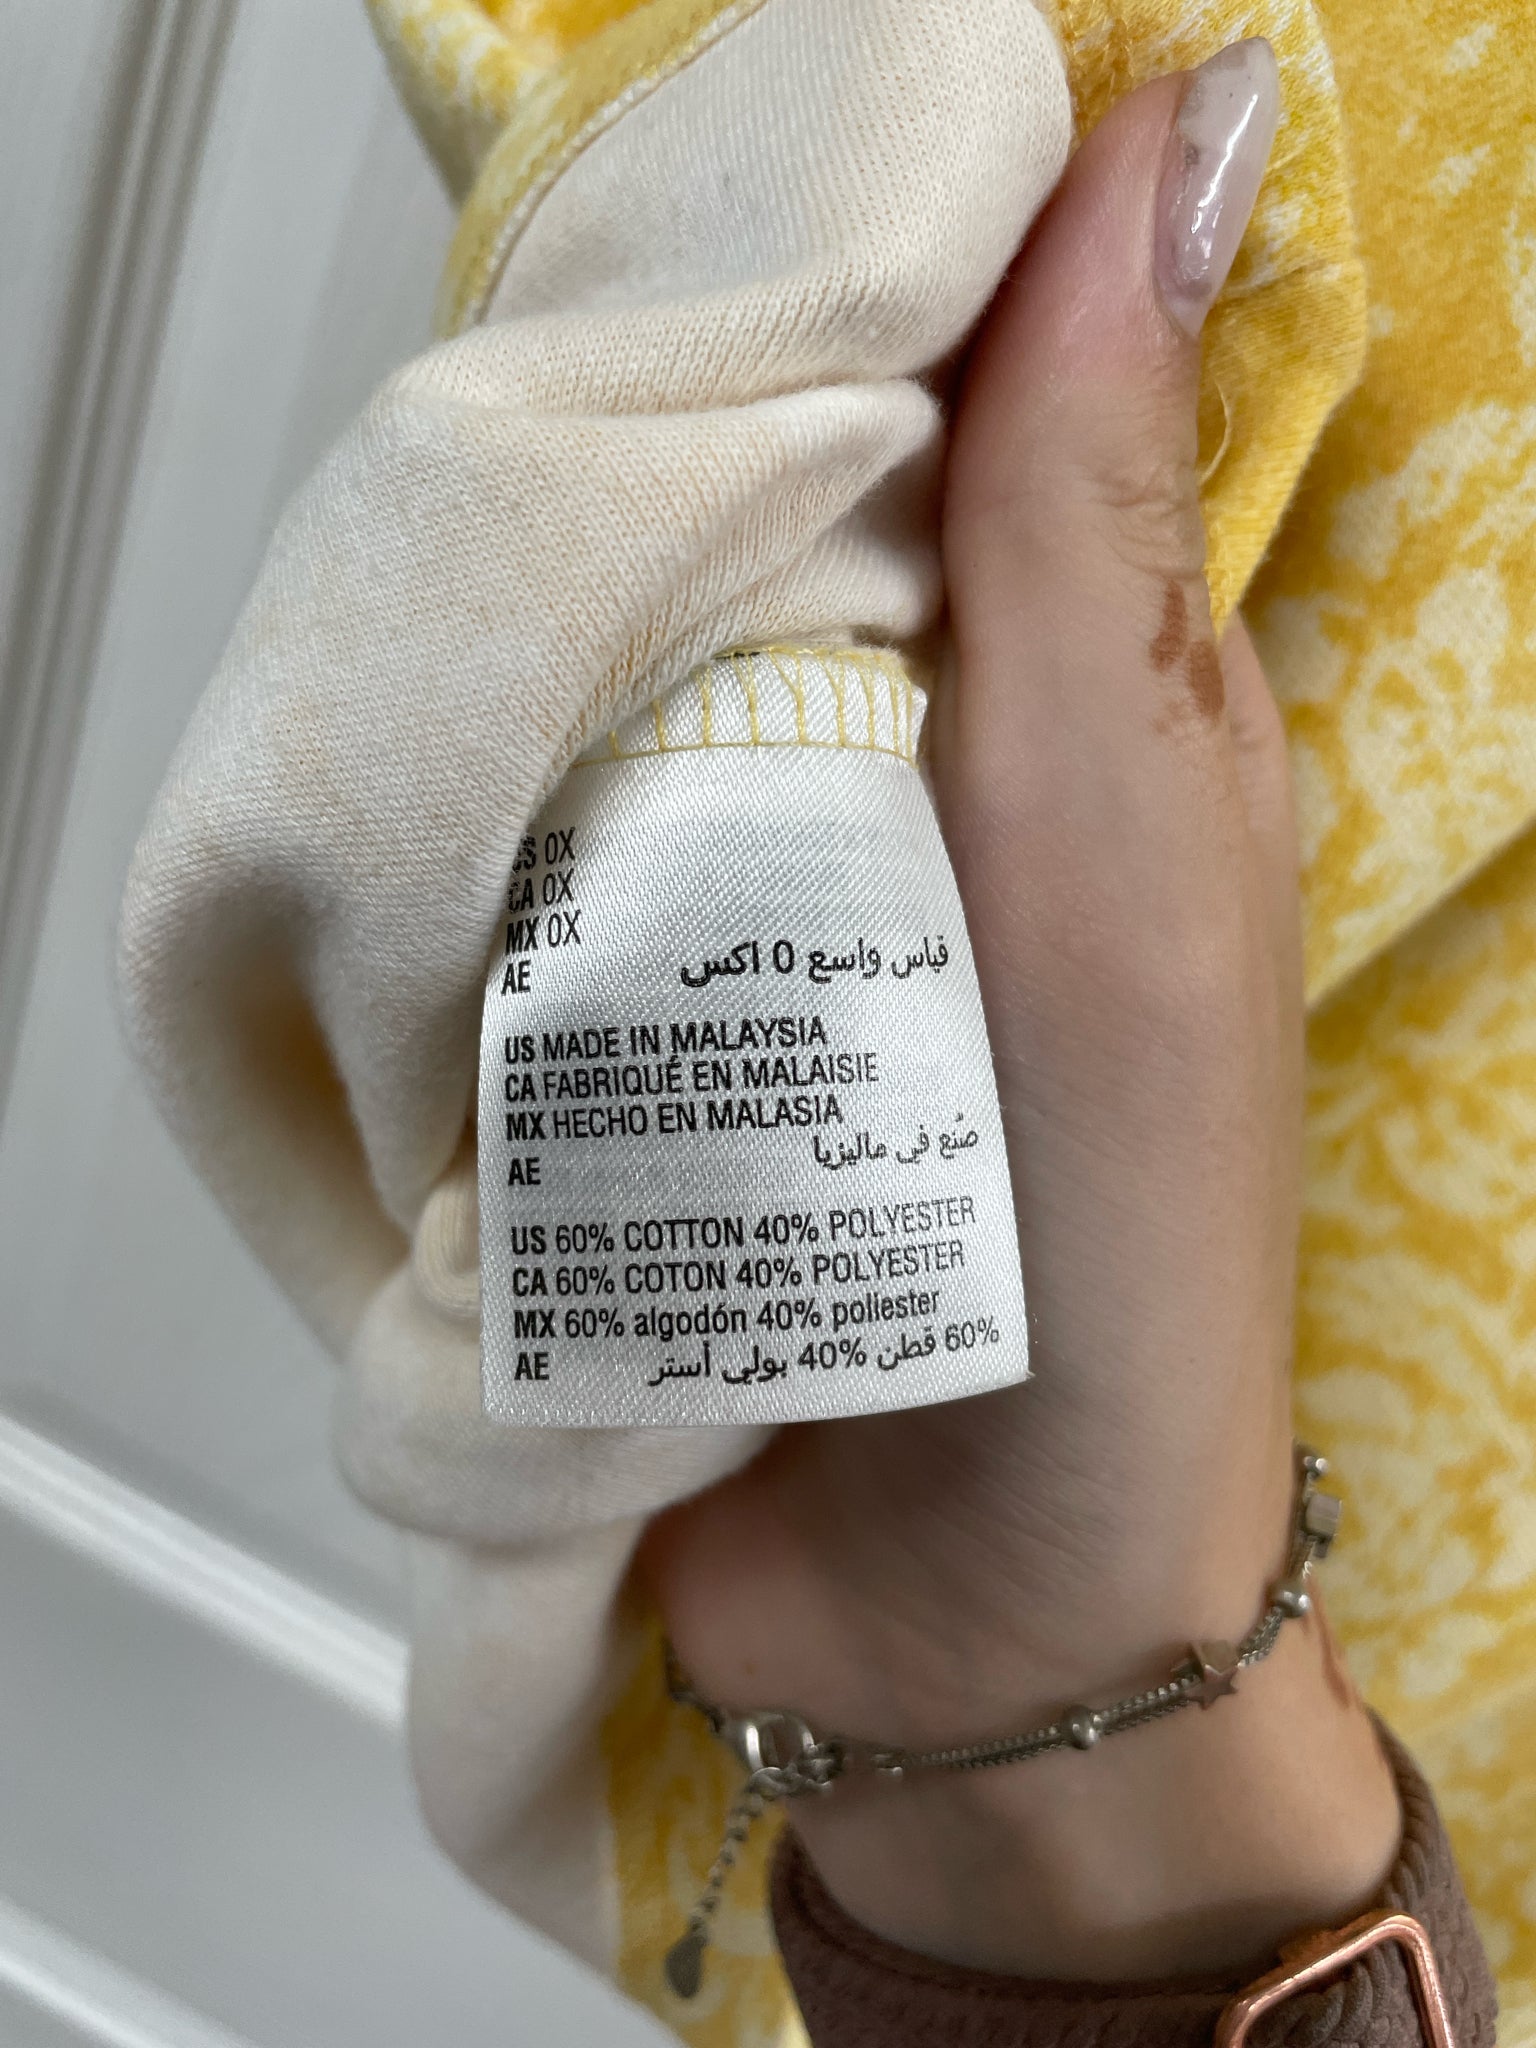 US 0X
CA 0X
MX 0X
AE قياس واسع 0 اكس
US MADE IN MALAYSIA
CA FABRIQUÉ EN MALAISIE
MX HECHO EN MALASIA
AE صُنع في ماليزيا
US 60% COTTON 40% POLYESTER
CA 60% COTON 40% POLYESTER
MX 60% algodón 40% poliester
AE 60% قطن 40% بولي أستر